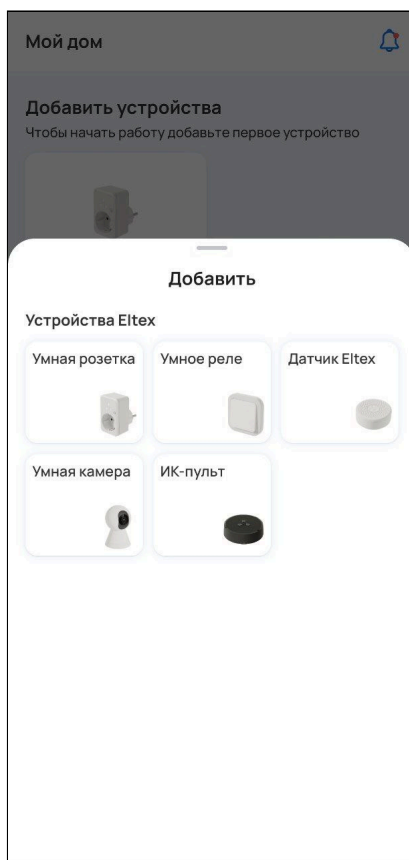 Мой дом
Добавить устройства
Чтобы начать работу добавьте первое устройство
Добавить
Устройства Eltex
Умная розетка
Умное реле
Датчик Eltex
Умная камера
ИК-пульт